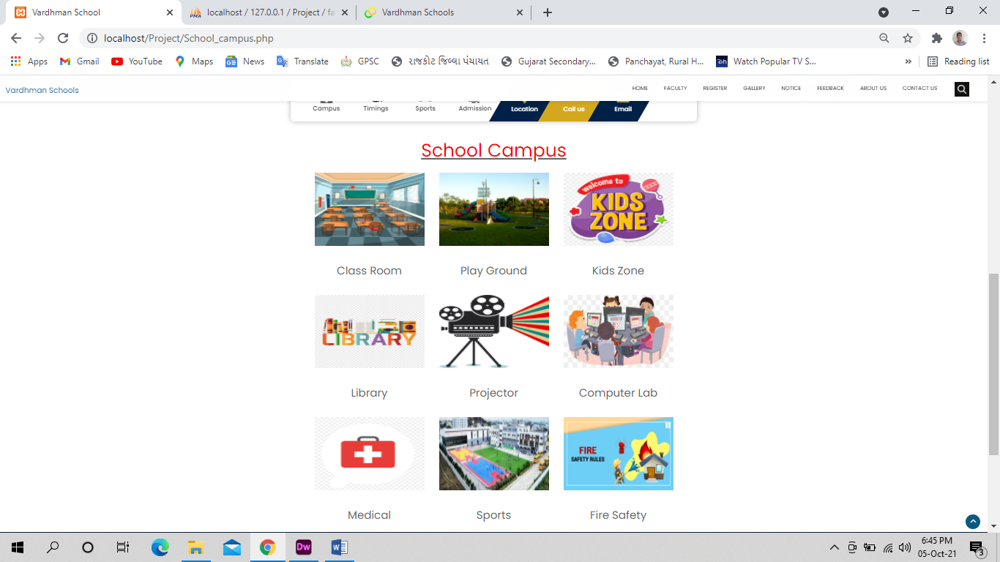 Vardhman School
localhost / 127.0.0.1 / Project / fa
Vardhman Schools
localhost/Project/School_campus.php
Apps
Gmail
YouTube
Maps
News
Translate
GPSC
રાજકોટ જિલ્લા પંચાયત
Gujarat Secondary...
Panchayat, Rural H...
Watch Popular TV S...
Reading list
Vardhman Schools
HOME
FACULTY
REGISTER
GALLERY
NOTICE
FEEDBACK
ABOUT US
CONTACT US
Campus
Timings
Sports
Admission
Location
Call us
Email
School Campus
Welcome to
KIDS
ZONE
Class Room
Play Ground
Kids Zone
LIBRARY
Library
Projector
Computer Lab
FIRE
SAFETY RULES
Medical
Sports
Fire Safety
Dw
6:45 PM
05-Oct-21
3